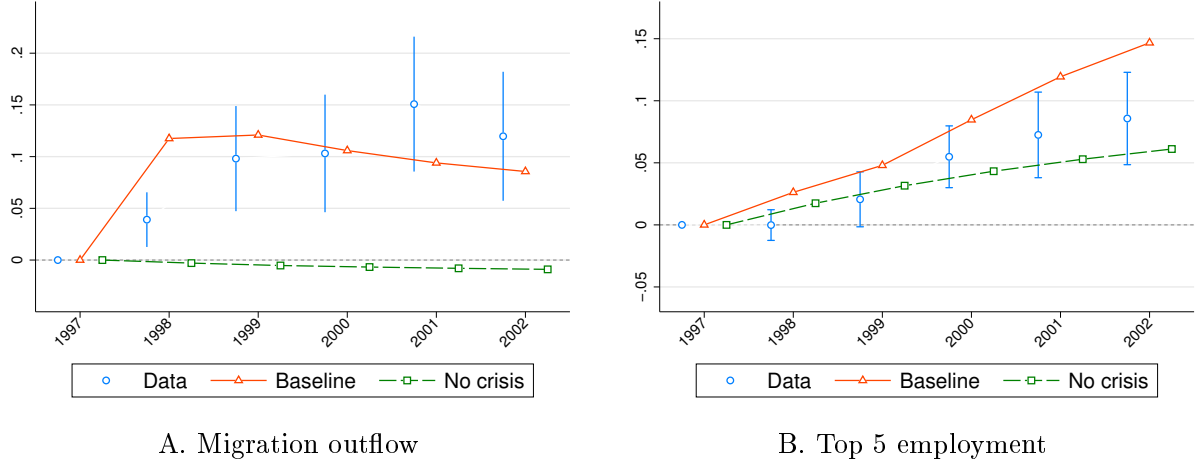 .2
.15
.1
.05
0
1997
1998
1999
2000
2001
2002
Data
Baseline
No crisis
A. Migration outflow
.15
.1
.05
0
-.05
1997
1998
1999
2000
2001
2002
Data
Baseline
No crisis
B. Top 5 employment